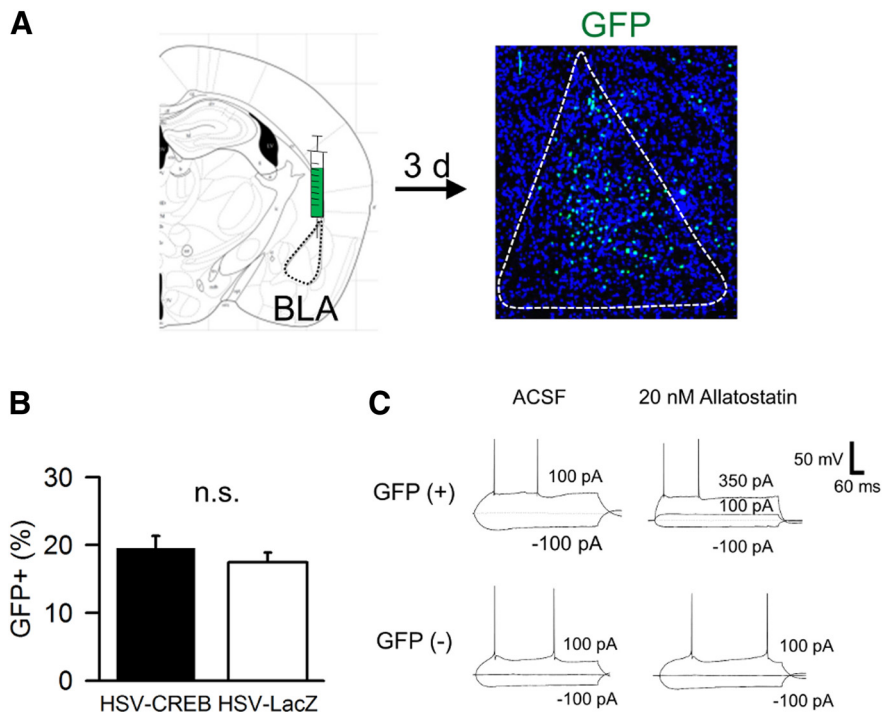 A
GFP
3 d
BLA
B
30
n.s.
20
10
0
GFP+ (%)
HSV-CREB HSV-LacZ
C
ACSF
20 nM Allatostatin
50 mV
60 ms
GFP (+)
100 pA
-100 pA
350 pA
100 pA
-100 pA
GFP (-)
100 pA
-100 pA
100 pA
-100 pA